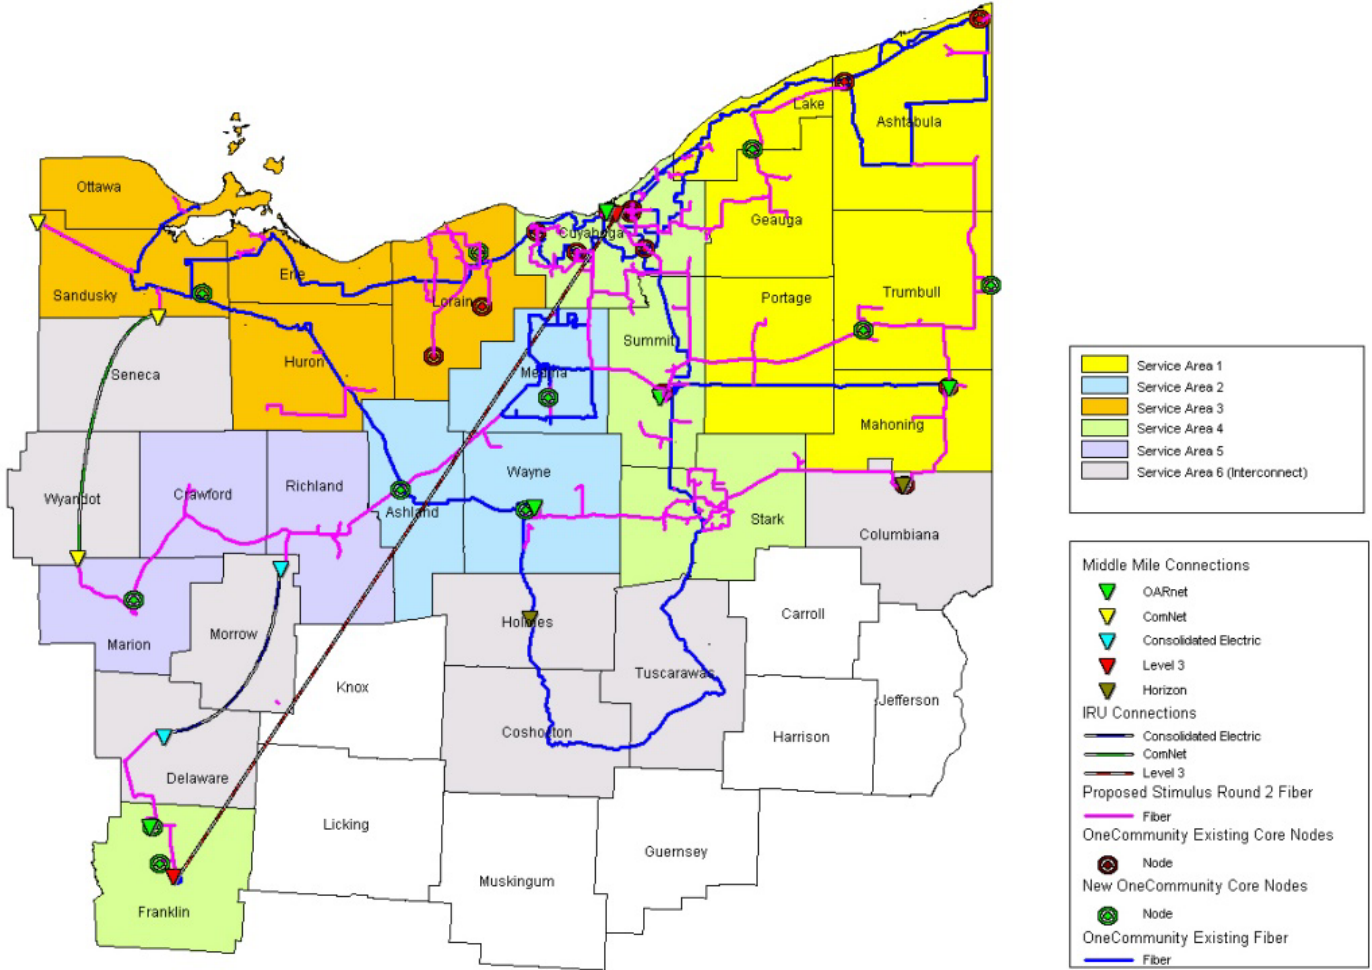 Lake
Ashtabula
Ottawa
Geauga
Cuyahoga
Erie
Sandusky
Lorain
Portage
Trumbull
Summit
Seneca
Huron
Medina
Mahoning
Wayne
Richland
Crawford
Wyandot
Ashland
Stark
Columbiana
Carroll
Holmes
Morrow
Marion
Tuscarawas
Knox
Jefferson
Coshocton
Harrison
Delaware
Licking
Guernsey
Muskingum
Franklin
Service Area 1
Service Area 2
Service Area 3
Service Area 4
Service Area 5
Service Area 6 (Interconnect)
Middle Mile Connections
OARnet
ComNet
Consolidated Electric
Level 3
Horizon
IRU Connections
Consolidated Electric
ComNet
Level 3
Proposed Stimulus Round 2 Fiber
Fiber
OneCommunity Existing Core Nodes
Node
New OneCommunity Core Nodes
Node
OneCommunity Existing Fiber
Fiber